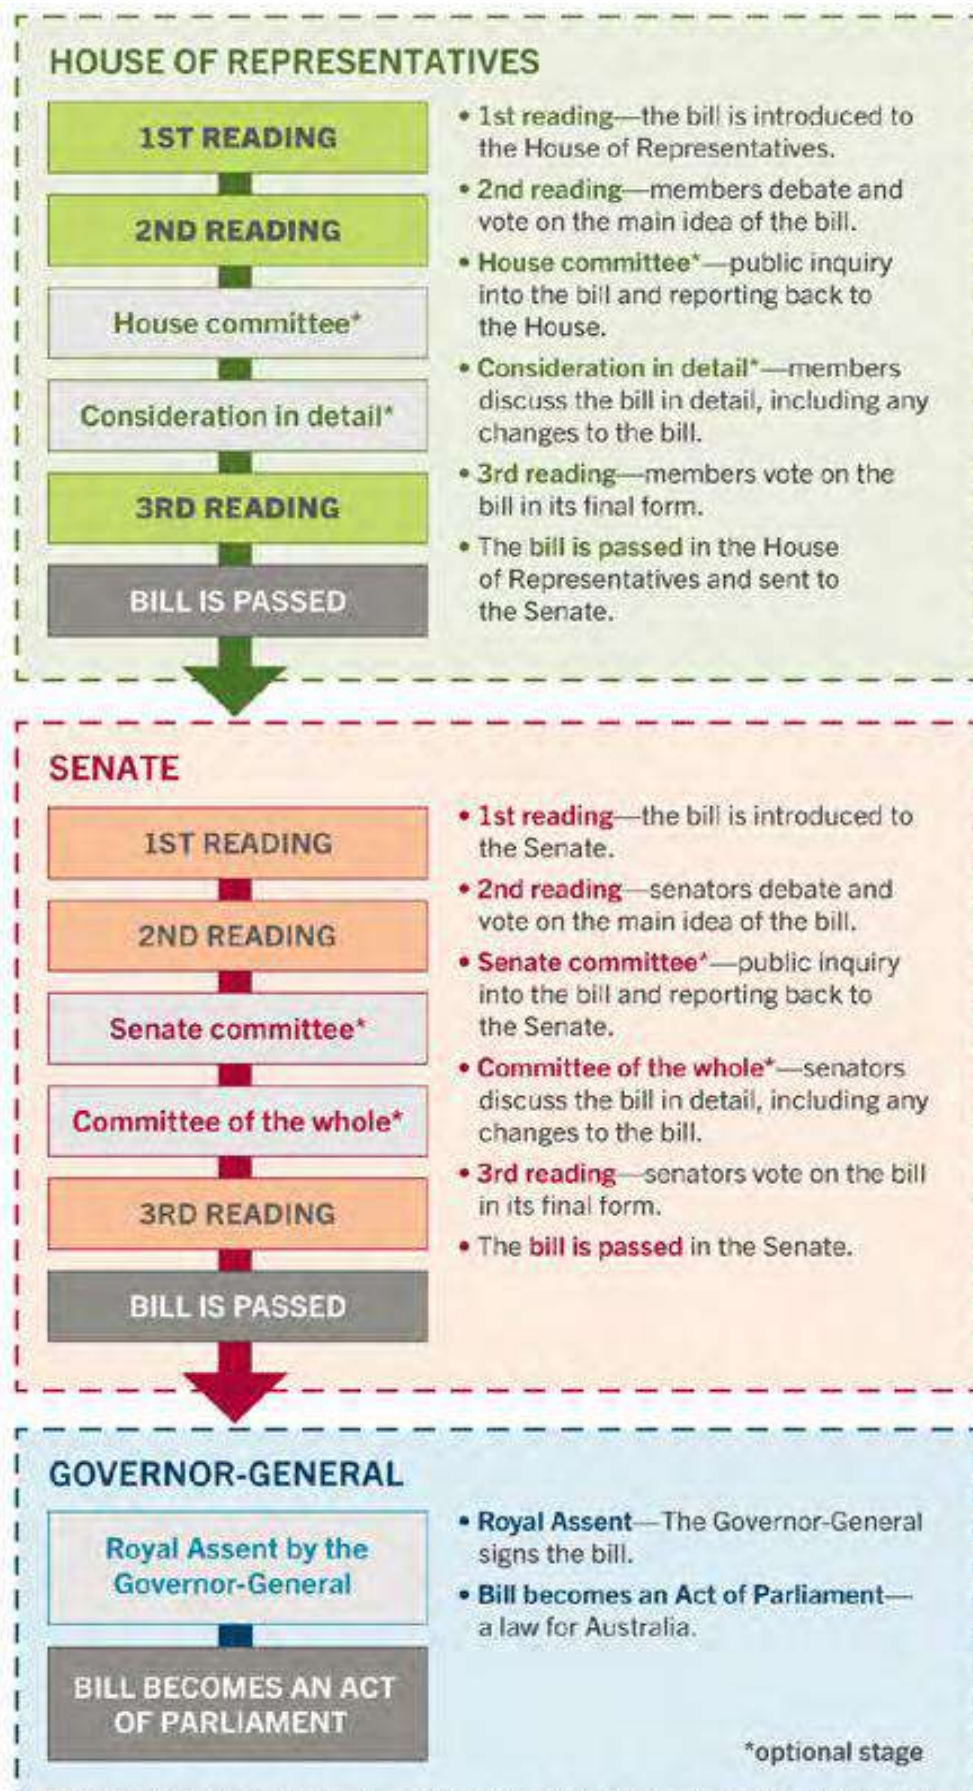 HOUSE OF REPRESENTATIVES
1ST READING
2ND READING
House committee*
Consideration in detail*
3RD READING
BILL IS PASSED
• 1st reading—the bill is introduced to
the House of Representatives.
• 2nd reading—members debate and
vote on the main idea of the bill.
• House committee*—public inquiry
into the bill and reporting back to
the House.
• Consideration in detail*—members
discuss the bill in detail, including any
changes to the bill.
• 3rd reading—members vote on the
bill in its final form.
• The bill is passed in the House
of Representatives and sent to
the Senate.
SENATE
1ST READING
2ND READING
Senate committee*
Committee of the whole*
3RD READING
BILL IS PASSED
• 1st reading—the bill is introduced to
the Senate.
• 2nd reading—senators debate and
vote on the main idea of the bill.
• Senate committee*—public inquiry
into the bill and reporting back to
the Senate.
• Committee of the whole*—senators
discuss the bill in detail, including any
changes to the bill.
• 3rd reading—senators vote on the bill
in its final form.
• The bill is passed in the Senate.
GOVERNOR-GENERAL
Royal Assent by the
Governor-General
BILL BECOMES AN ACT
OF PARLIAMENT
• Royal Assent—The Governor-General
signs the bill.
• Bill becomes an Act of Parliament—
a law for Australia.
*optional stage